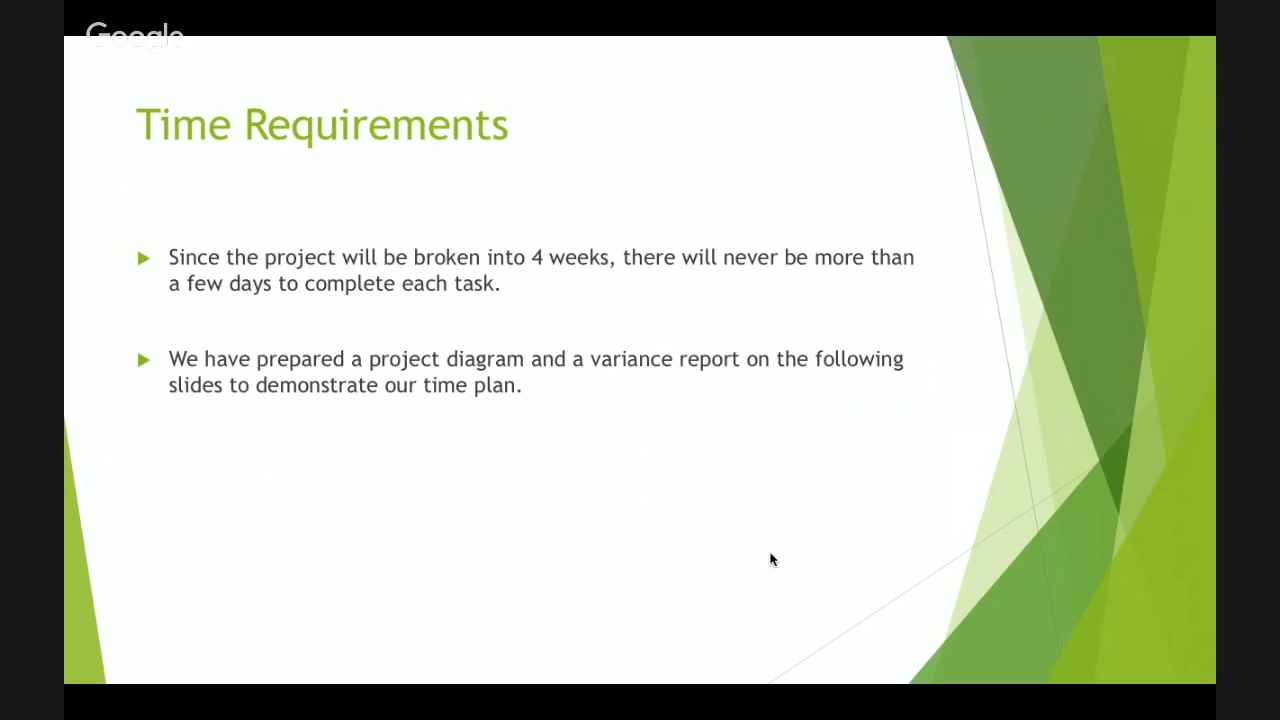 Google
Time Requirements
Since the project will be broken into 4 weeks, there will never be more than
a few days to complete each task.
We have prepared a project diagram and a variance report on the following
slides to demonstrate our time plan.